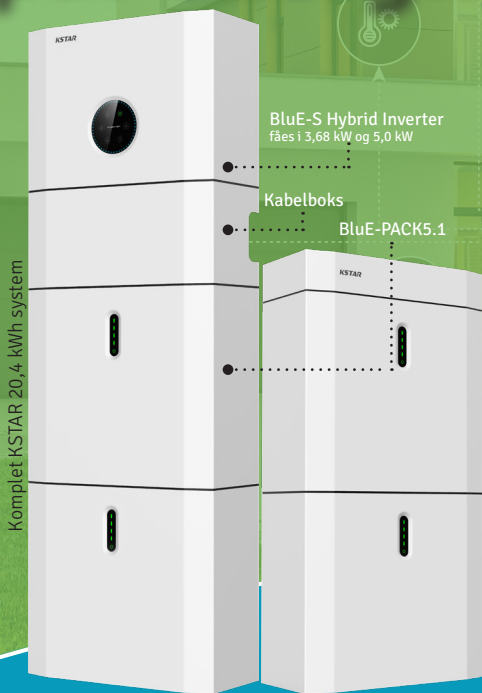 KSTAR
BluE-S Hybrid Inverter
fåes i 3,68 kW og 5,0 kW
Kabelboks
BluE-PACK5.1
KSTAR
Komplet KSTAR 20,4 kWh system